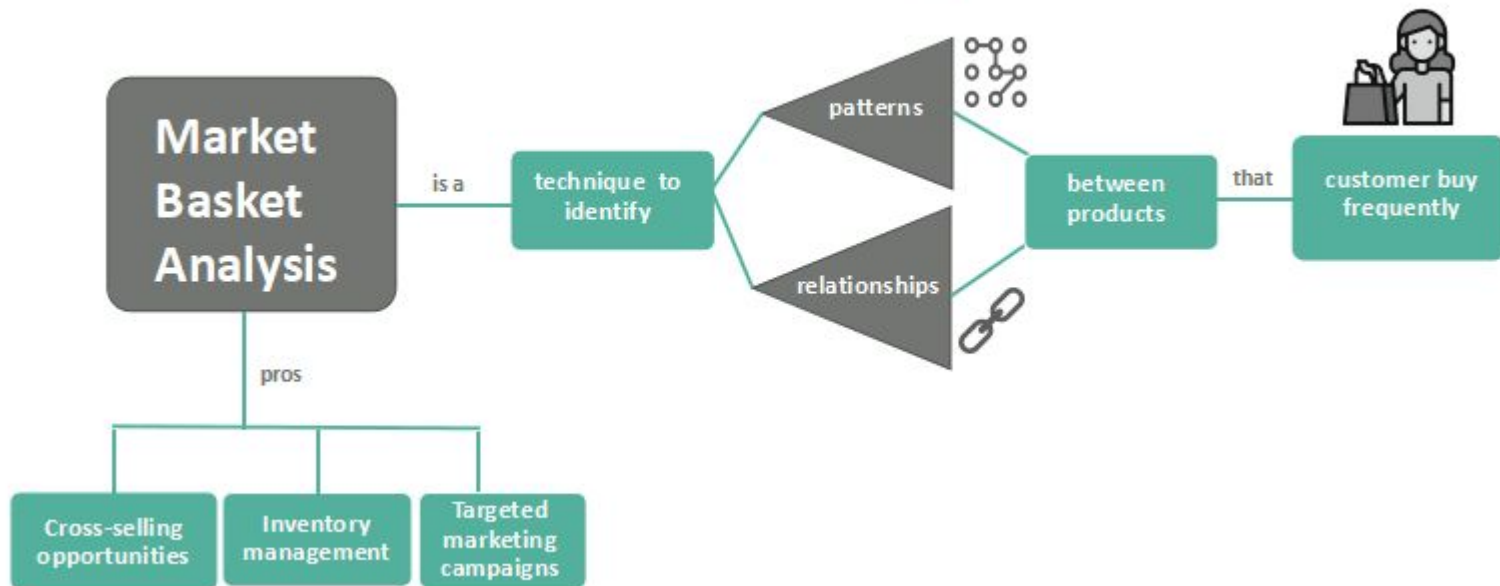 Market
Basket
Analysis
is a
technique to
identify
patterns
relationships
between
products
that
customer buy
frequently
pros
Cross-selling
opportunities
Inventory
management
Targeted
marketing
campaigns